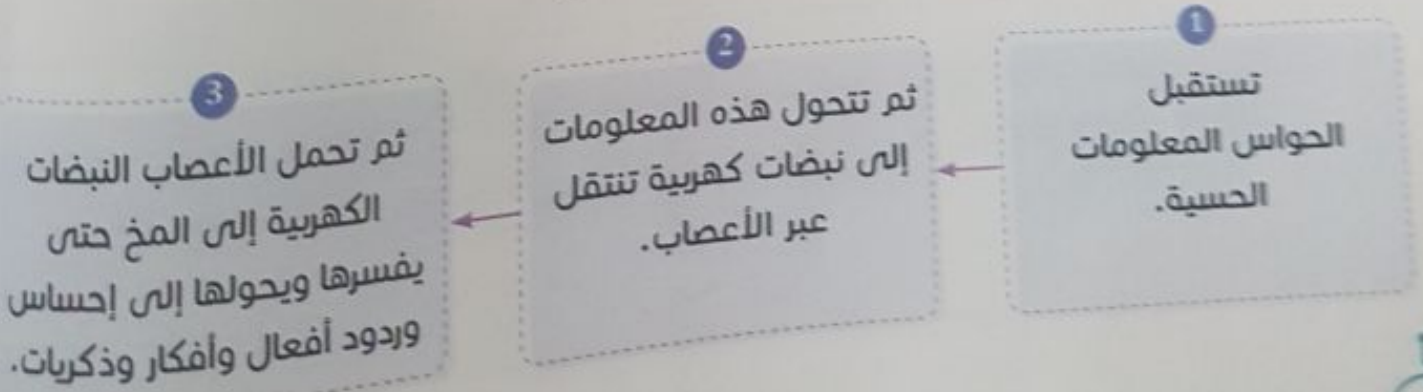 1
تستقبل
الحواس المعلومات
الحسية.
2
ثم تتحول هذه المعلومات
إلى نبضات كهربية تنتقل
عبر الأعصاب.
3
ثم تحمل الأعصاب النبضات
الكهربية إلى المخ حتى
يفسرها ويحولها إلى إحساس
وردود أفعال وأفكار وذكريات.